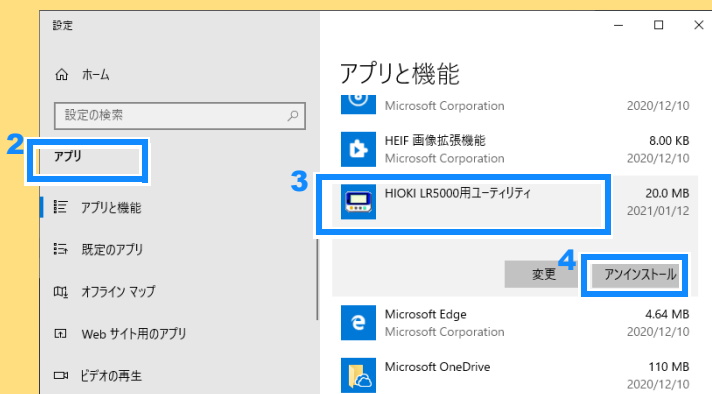 設定
ホーム
設定の検索
2
アプリ
アプリと機能
既定のアプリ
オフライン マップ
Web サイト用のアプリ
ビデオの再生
アプリと機能
Microsoft Corporation 2020/12/10
HEIF 画像拡張機能 8.00 KB
Microsoft Corporation 2020/12/10
3
HIOKI LR5000用ユーティリティ 20.0 MB
2021/01/12
4
変更 アンインストール
Microsoft Edge 4.64 MB
Microsoft Corporation 2020/12/10
Microsoft OneDrive 110 MB
2020/12/10